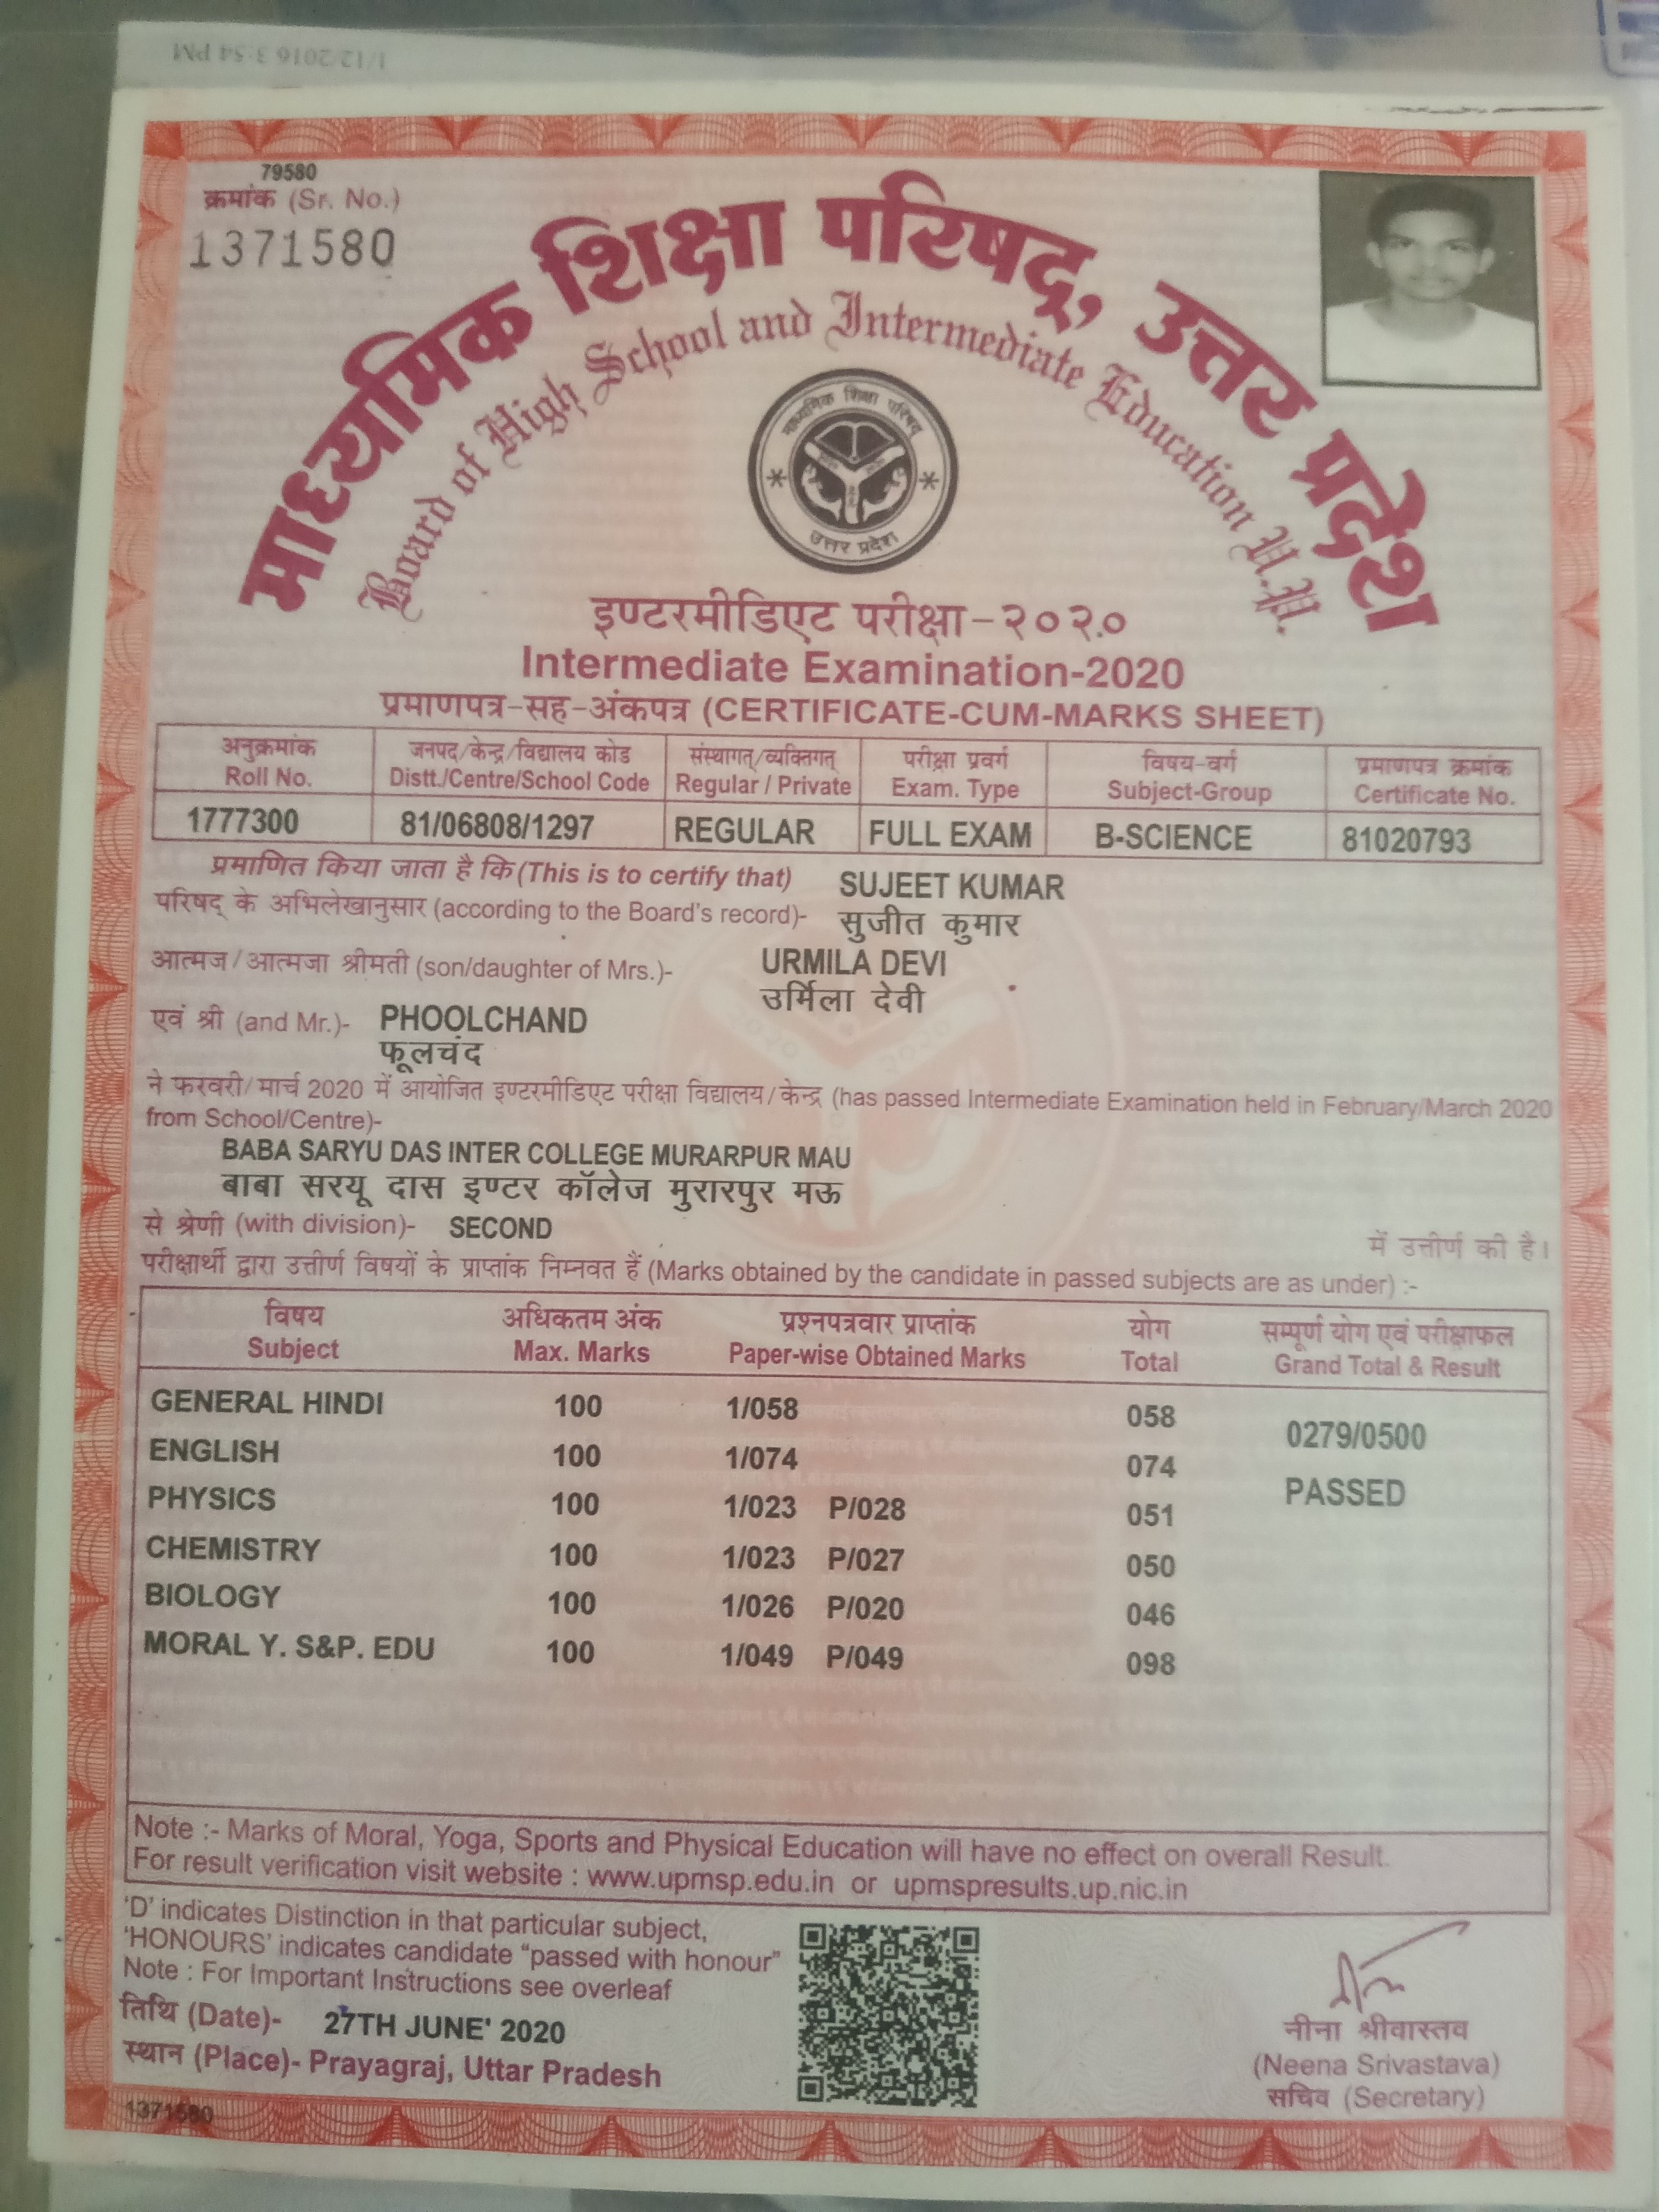 1/12/2016 3:54 PM
79580
क्रमांक (Sr. No.)
1371580
माध्यमिक शिक्षा परिषद्, उत्तर प्रदेश
Board of High School and Intermediate Education U.P.
माध्यमिक शिक्षा परिषद
उत्तर प्रदेश
इण्टरमीडिएट परीक्षा-२०२०
Intermediate Examination-2020
प्रमाणपत्र-सह-अंकपत्र (CERTIFICATE-CUM-MARKS SHEET)
अनुक्रमांक जनपद/केन्द्र/विद्यालय कोड संस्थागत्/व्यक्तिगत् परीक्षा प्रवर्ग विषय-वर्ग प्रमाणपत्र क्रमांक
Roll No. Distt./Centre/School Code Regular / Private Exam. Type Subject-Group Certificate No.
1777300 81/06808/1297 REGULAR FULL EXAM B-SCIENCE 81020793
प्रमाणित किया जाता है कि (This is to certify that) SUJEET KUMAR
परिषद् के अभिलेखानुसार (according to the Board's record)- सुजीत कुमार
आत्मज/आत्मजा श्रीमती (son/daughter of Mrs.)- URMILA DEVI
उर्मिला देवी
एवं श्री (and Mr.)- PHOOLCHAND
फूलचंद
ने फरवरी/मार्च 2020 में आयोजित इण्टरमीडिएट परीक्षा विद्यालय/केन्द्र (has passed Intermediate Examination held in February/March 2020
from School/Centre)-
BABA SARYU DAS INTER COLLEGE MURARPUR MAU
बाबा सरयू दास इण्टर कॉलेज मुरारपुर मऊ
से श्रेणी (with division)- SECOND में उत्तीर्ण की है।
परीक्षार्थी द्वारा उत्तीर्ण विषयों के प्राप्तांक निम्नवत हैं (Marks obtained by the candidate in passed subjects are as under) :-
विषय अधिकतम अंक प्रश्नपत्रवार प्राप्तांक योग सम्पूर्ण योग एवं परीक्षाफल
Subject Max. Marks Paper-wise Obtained Marks Total Grand Total & Result
GENERAL HINDI 100 1/058 058 0279/0500
ENGLISH 100 1/074 074 PASSED
PHYSICS 100 1/023 P/028 051
CHEMISTRY 100 1/023 P/027 050
BIOLOGY 100 1/026 P/020 046
MORAL Y. S&P. EDU 100 1/049 P/049 098
Note :- Marks of Moral, Yoga, Sports and Physical Education will have no effect on overall Result.
For result verification visit website : www.upmsp.edu.in or upmspresults.up.nic.in
'D' indicates Distinction in that particular subject,
'HONOURS' indicates candidate "passed with honour"
Note : For Important Instructions see overleaf
तिथि (Date)- 27TH JUNE' 2020
स्थान (Place)- Prayagraj, Uttar Pradesh
नीना श्रीवास्तव
(Neena Srivastava)
सचिव (Secretary)
1371580